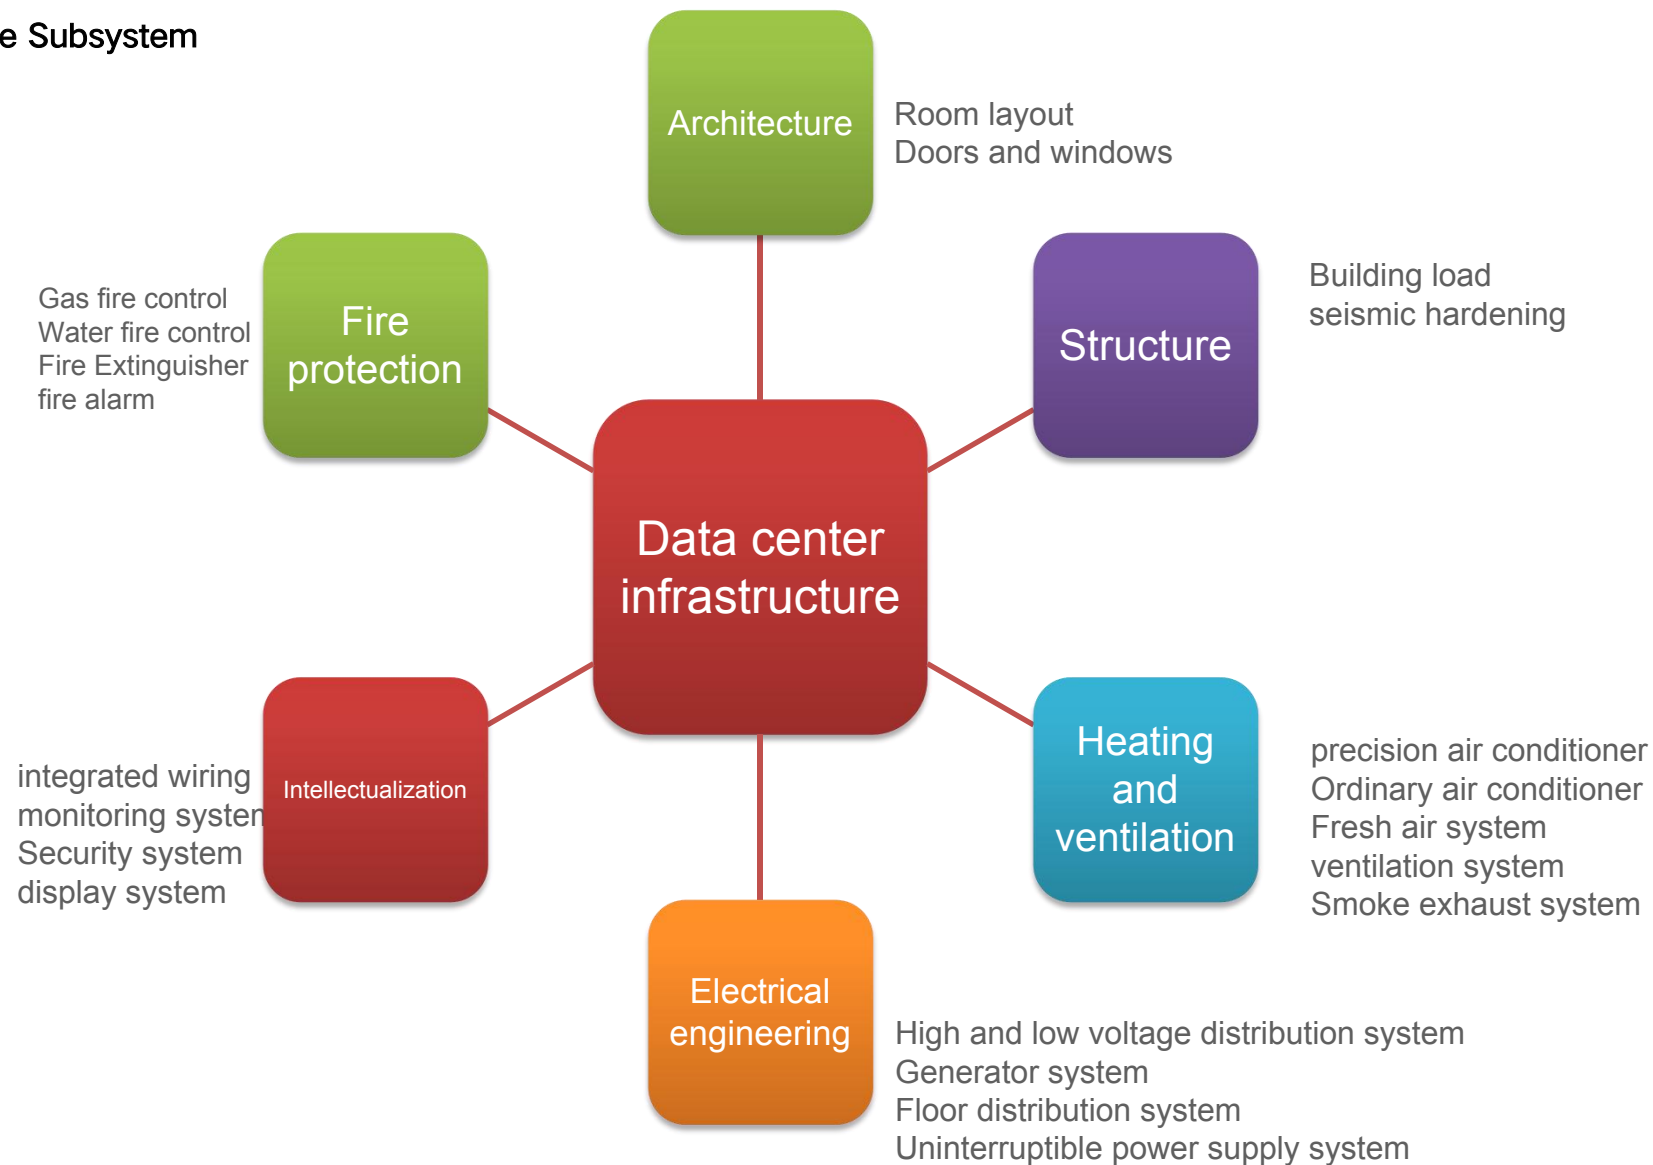 e Subsystem
Architecture
Room layout
Doors and windows
Gas fire control
Water fire control
Fire Extinguisher
fire alarm
Fire
protection
Structure
Building load
seismic hardening
Data center
infrastructure
integrated wiring
monitoring system
Security system
display system
Intellectualization
Heating
and
ventilation
precision air conditioner
Ordinary air conditioner
Fresh air system
ventilation system
Smoke exhaust system
Electrical
engineering
High and low voltage distribution system
Generator system
Floor distribution system
Uninterruptible power supply system